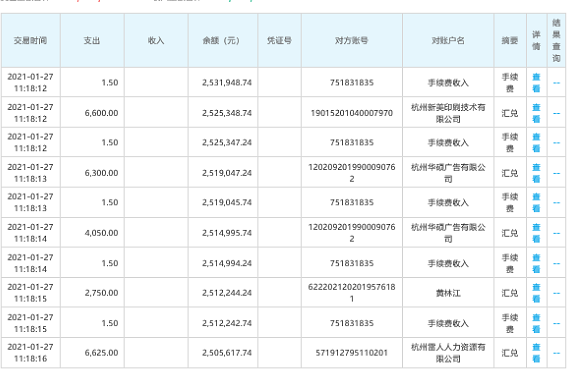 交易时间 支出 收入 余额（元） 凭证号 对方账号 对账户名 摘要 详情 结果查询
2021-01-27 11:18:12 1.50 2,531,948.74 751831835 手续费收入 手续费 查看 --
2021-01-27 11:18:12 6,600.00 2,525,348.74 19015201040007970 杭州新美印刷技术有限公司 汇兑 查看 --
2021-01-27 11:18:12 1.50 2,525,347.24 751831835 手续费收入 手续费 查看 --
2021-01-27 11:18:13 6,300.00 2,519,047.24 1202092019900090762 杭州华硕广告有限公司 汇兑 查看 --
2021-01-27 11:18:13 1.50 2,519,045.74 751831835 手续费收入 手续费 查看 --
2021-01-27 11:18:14 4,050.00 2,514,995.74 1202092019900090762 杭州华硕广告有限公司 汇兑 查看 --
2021-01-27 11:18:14 1.50 2,514,994.24 751831835 手续费收入 手续费 查看 --
2021-01-27 11:18:15 2,750.00 2,512,244.24 6222021202019576181 黄林江 汇兑 查看 --
2021-01-27 11:18:15 1.50 2,512,242.74 751831835 手续费收入 手续费 查看 --
2021-01-27 11:18:16 6,625.00 2,505,617.74 571912795110201 杭州雷人人力资源有限公司 汇兑 查看 --